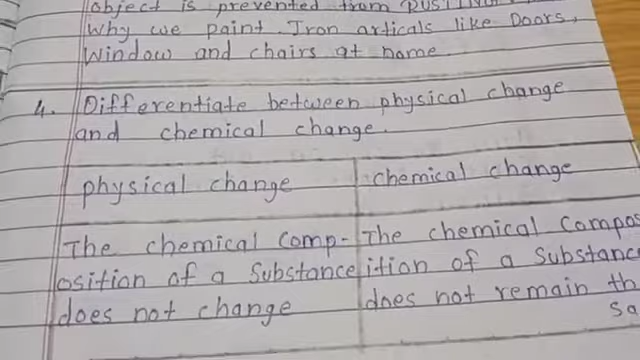 object is prevented from
Why we paint Iron articals like Doors,
Window and chairs at home
4. Differentiate between physical change
and chemical change.
physical change
chemical change
The chemical comp-
osition of a Substance
does not change
The chemical Compos
ition of a Substanc
does not remain th
sa